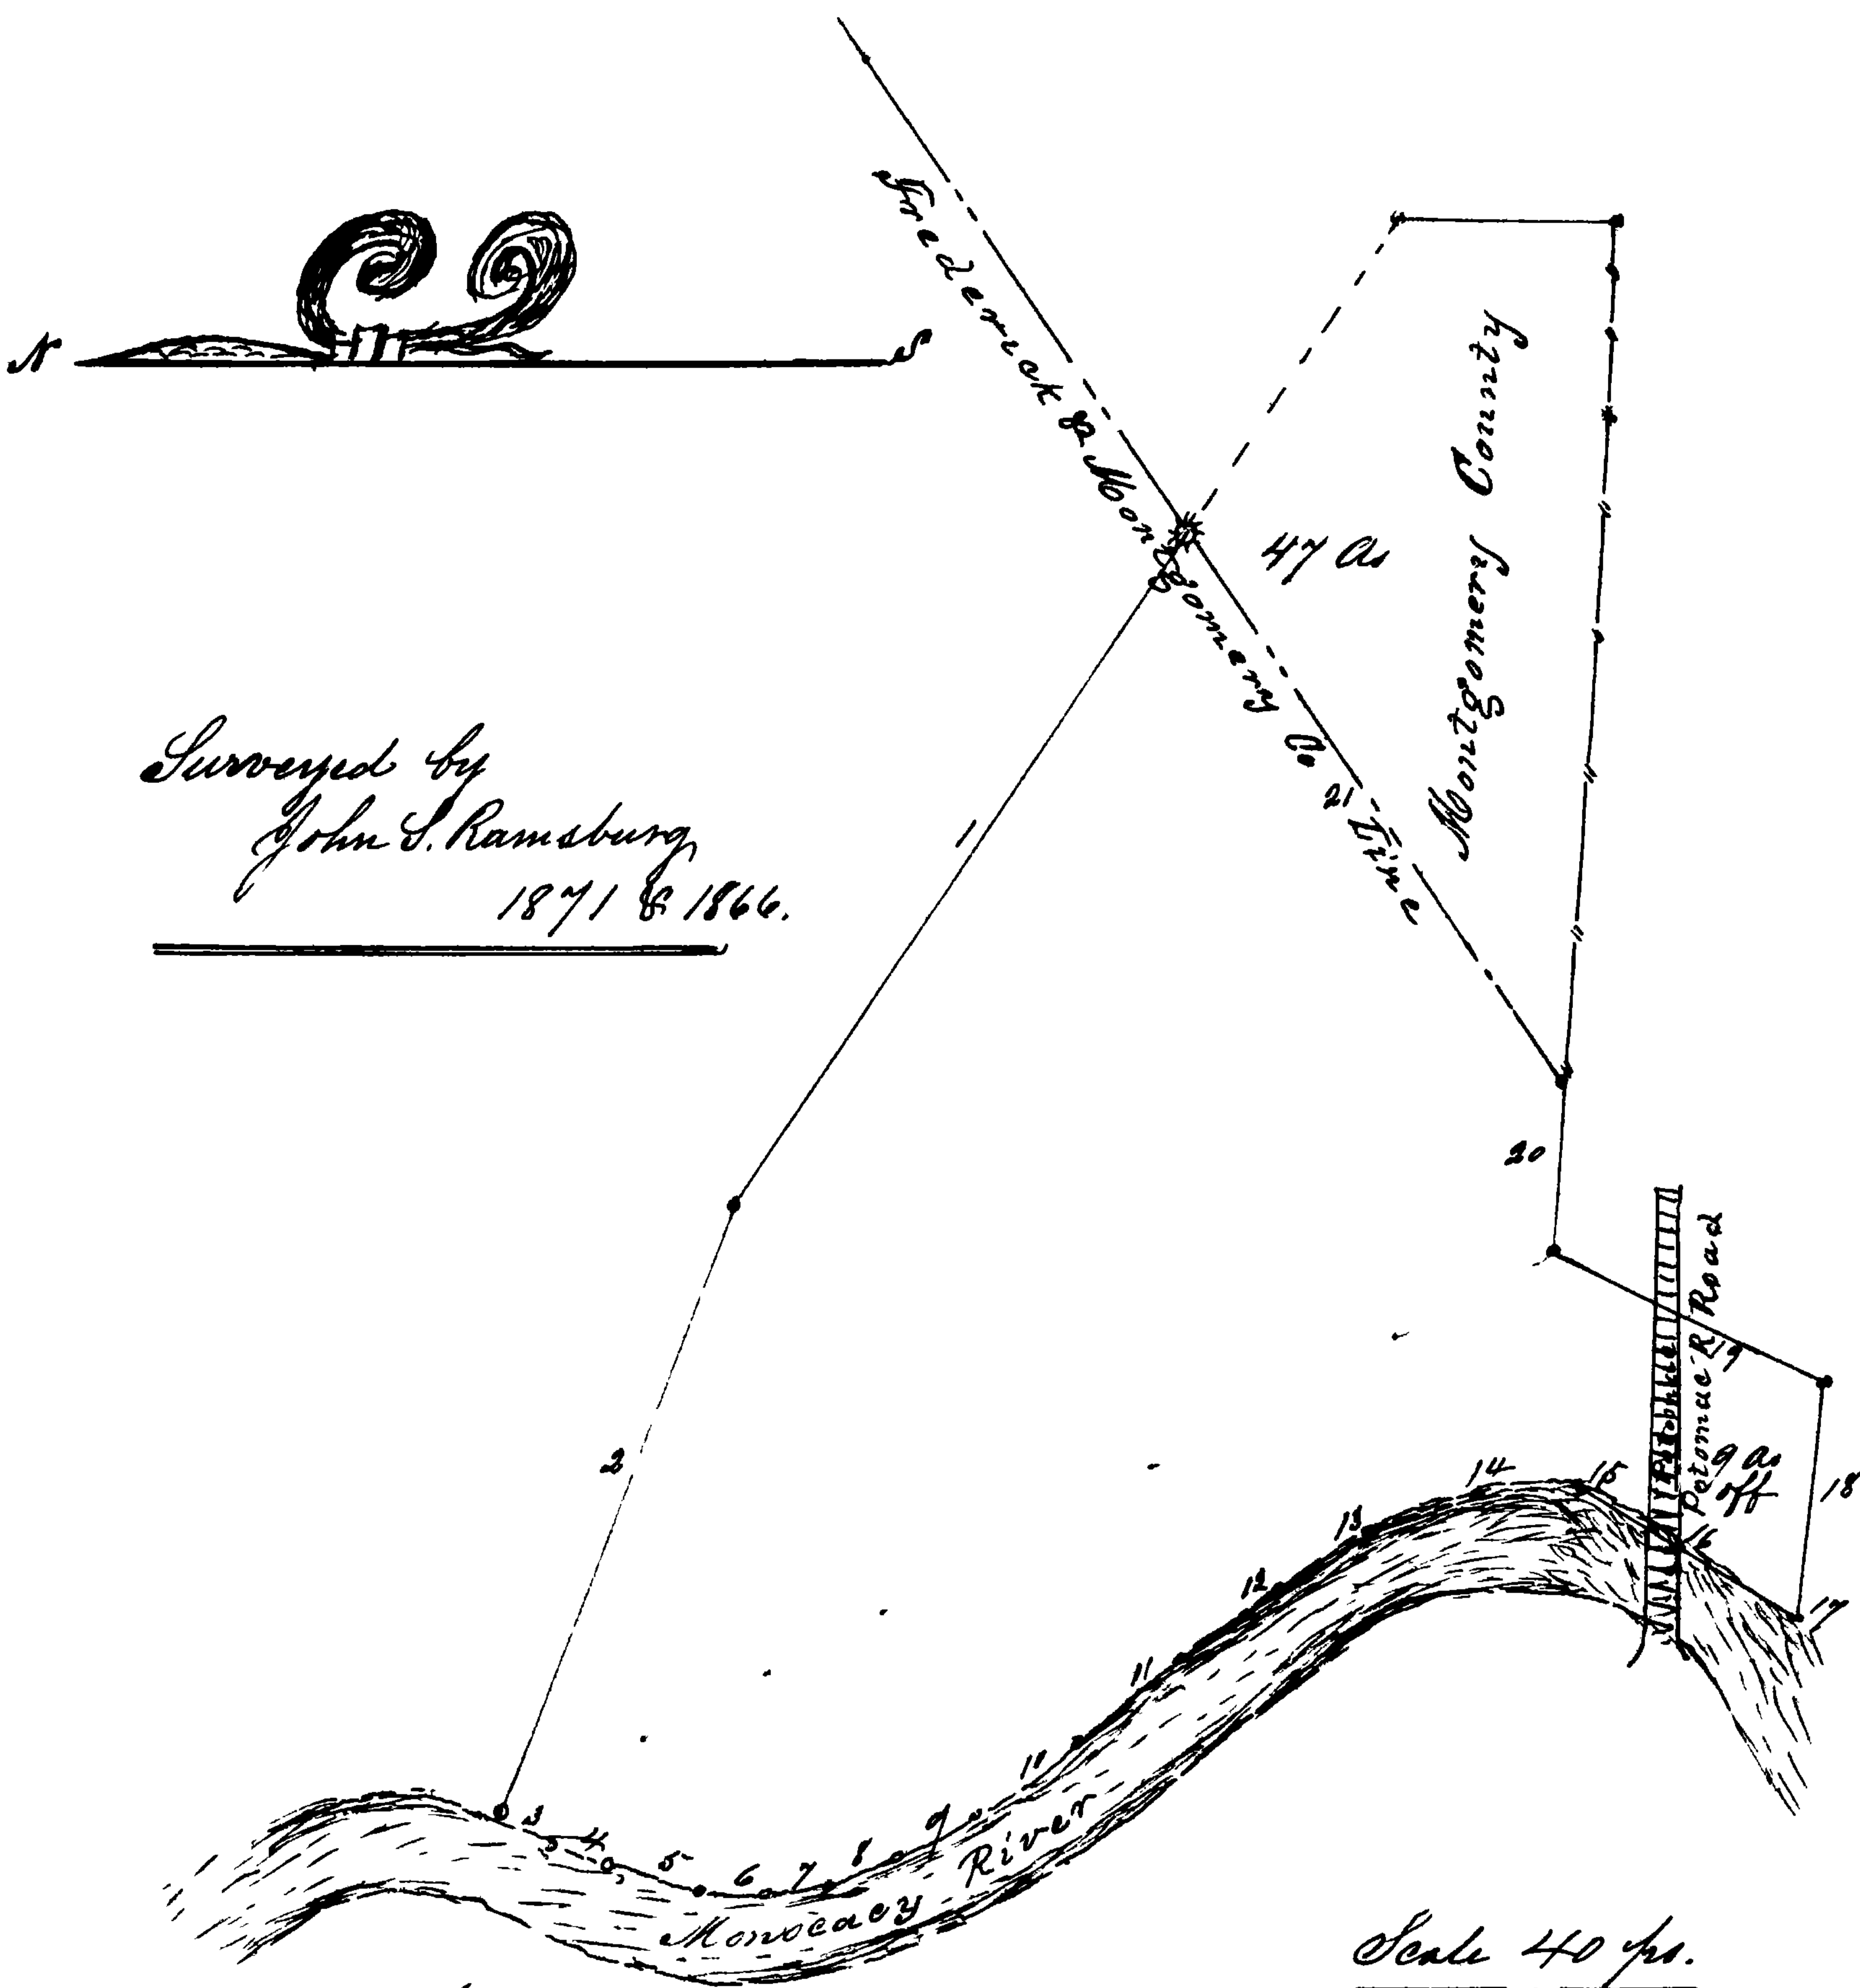 N S
Frederick & Montgomery Co Line
47 As
Montgomery County
Surveyed by
John S. Ramsburg
1871 & 1866.
1
21
20
2
Potomac R Road
19
9 As
off
18
14
15
13
16
12
17
11
11
3
4
5
6
7
8
9
Monocacy River
Scale 40 prs.